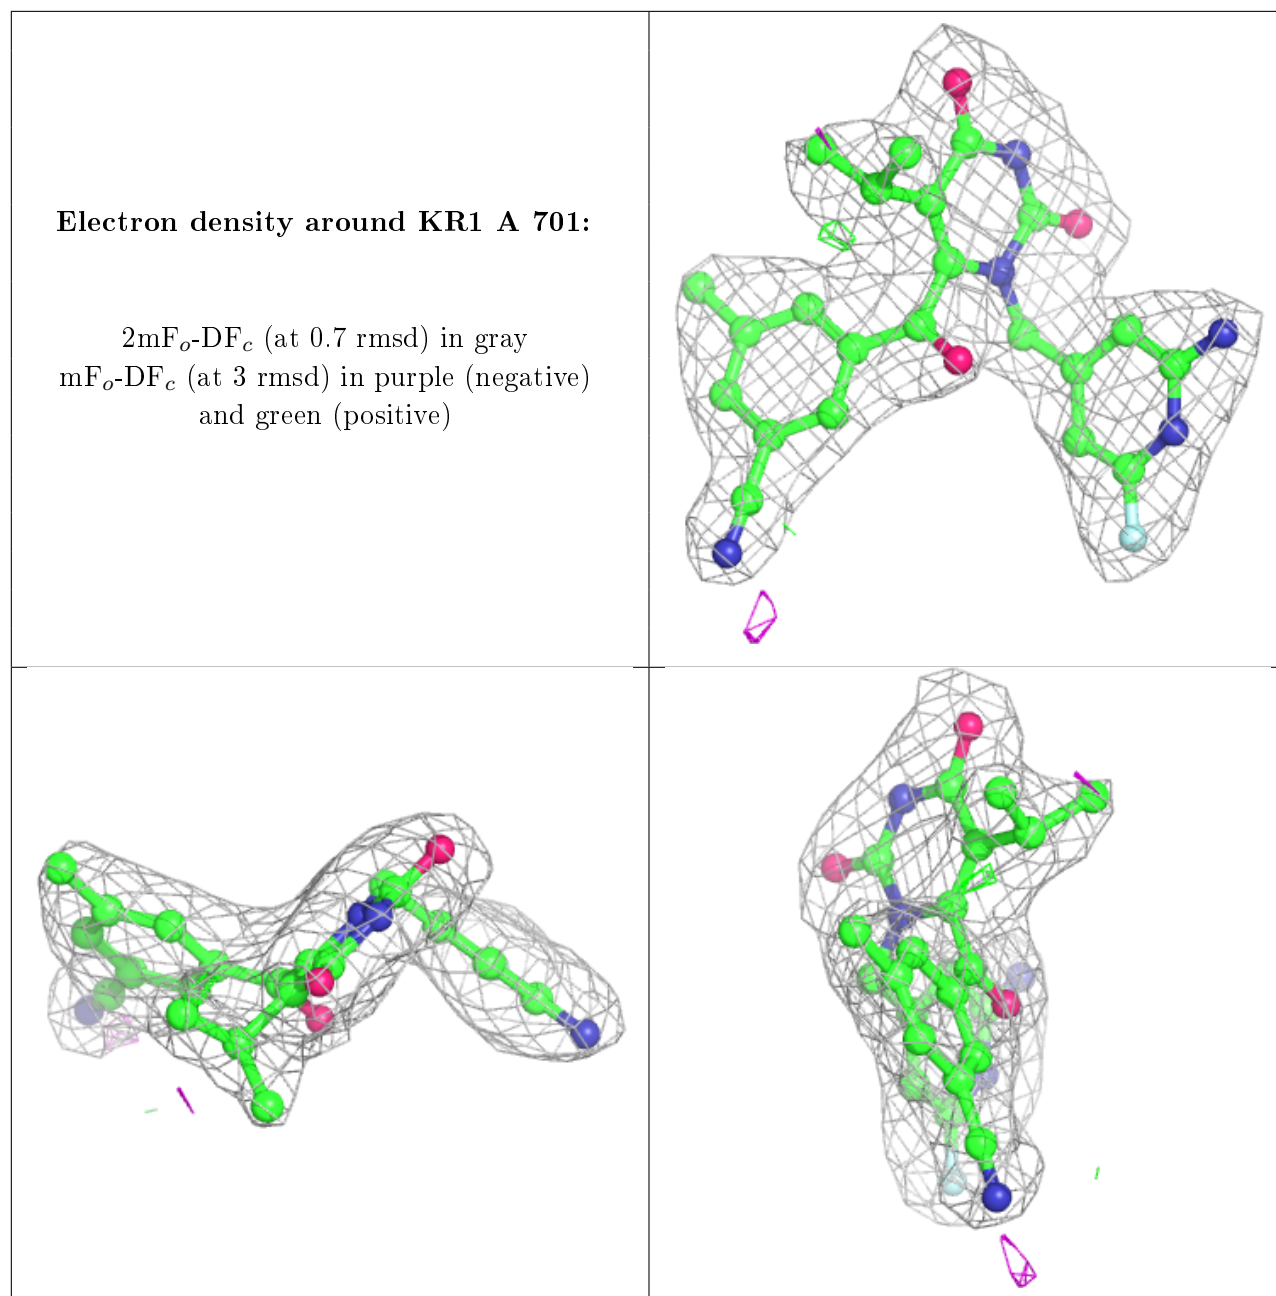 Electron density around KR1 A 701:
2mFo-DFc (at 0.7 rmsd) in gray
mFo-DFc (at 3 rmsd) in purple (negative)
and green (positive)